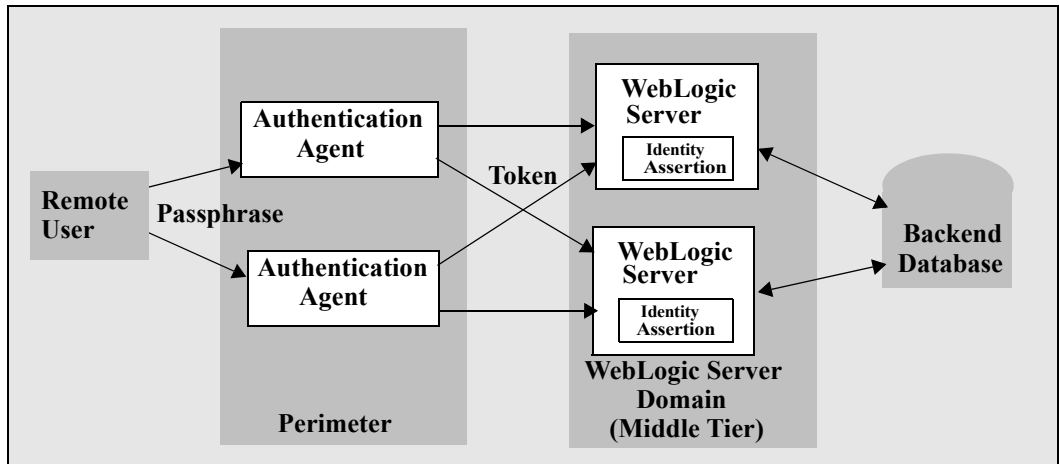 Remote
User
Passphrase
Authentication
Agent
Authentication
Agent
Perimeter
Token
WebLogic
Server
Identity
Assertion
WebLogic
Server
Identity
Assertion
WebLogic Server
Domain
(Middle Tier)
Backend
Database